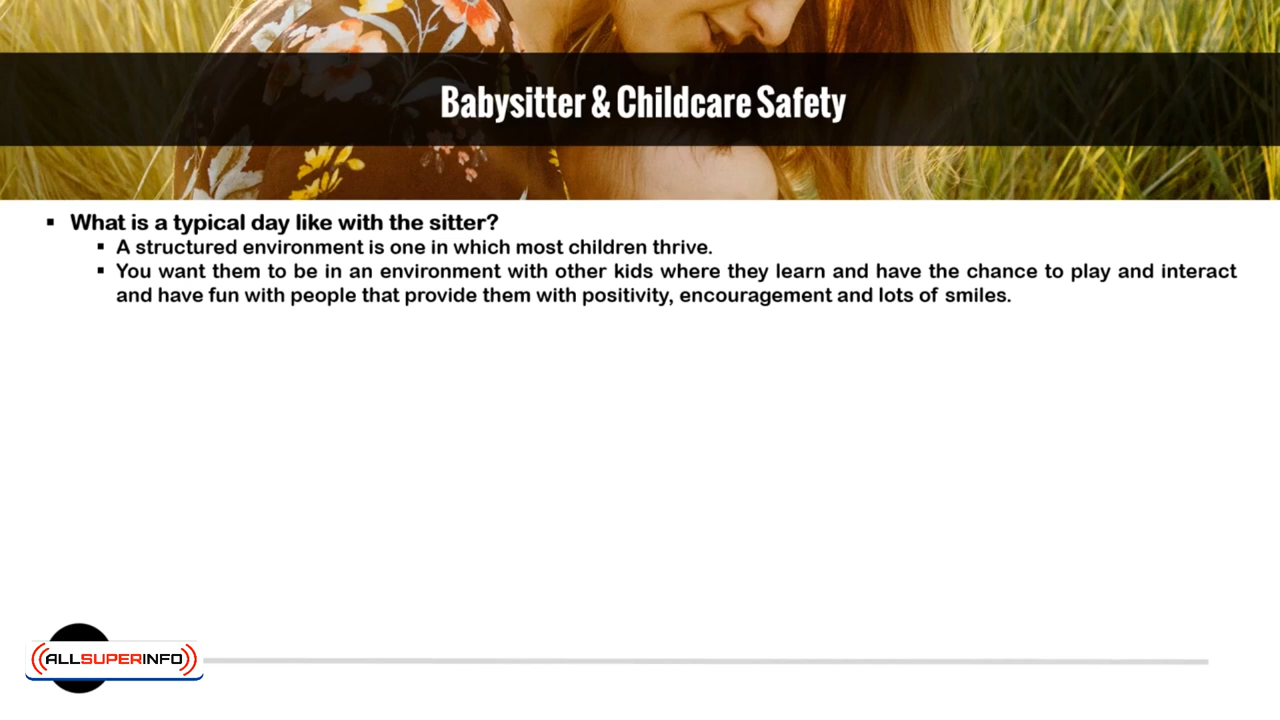 Babysitter & Childcare Safety
▪ What is a typical day like with the sitter?
▪ A structured environment is one in which most children thrive.
▪ You want them to be in an environment with other kids where they learn and have the chance to play and interact
and have fun with people that provide them with positivity, encouragement and lots of smiles.
ALLSUPERINFO